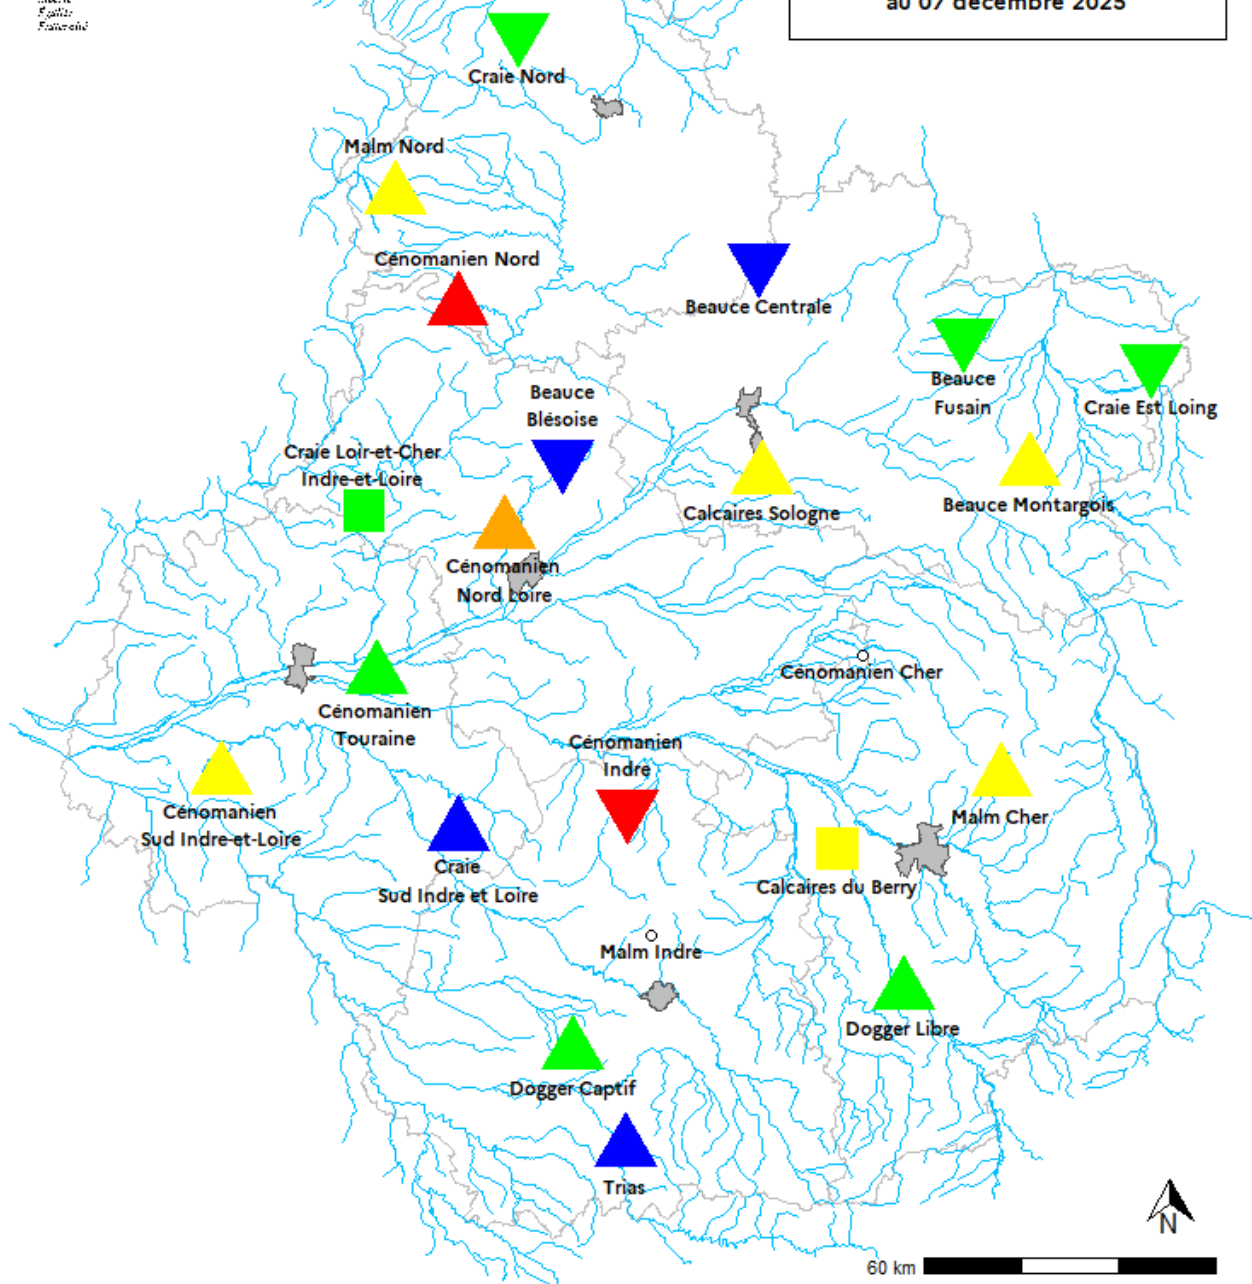 Égalité
Fraternité
au 07 décembre 2025
Craie Nord
Malm Nord
Cénomanien Nord
Beauce Centrale
Beauce
Fusain
Craie Est Loing
Beauce
Blésoise
Craie Loir-et-Cher
Indre-et-Loire
Calcaires Sologne
Beauce Montargois
Cénomanien
Nord Loire
Cénomanien Cher
Cénomanien
Touraine
Cénomanien
Indre
Cénomanien
Sud Indre-et-Loire
Malm Cher
Craie
Sud Indre et Loire
Calcaires du Berry
Malm Indre
Dogger Libre
Dogger Captif
Trias
N
60 km